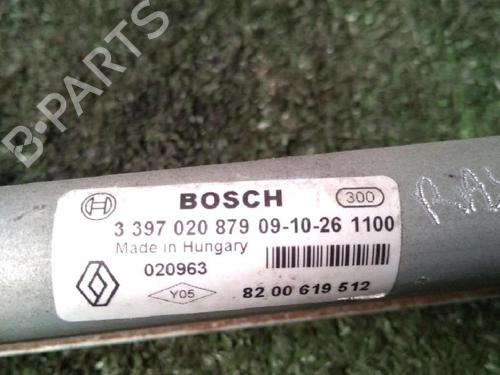 B-PARTS
BOSCH 300
3 397 020 879 09-10-26 1100
Made in Hungary
020963
Y05 82 00 619 512